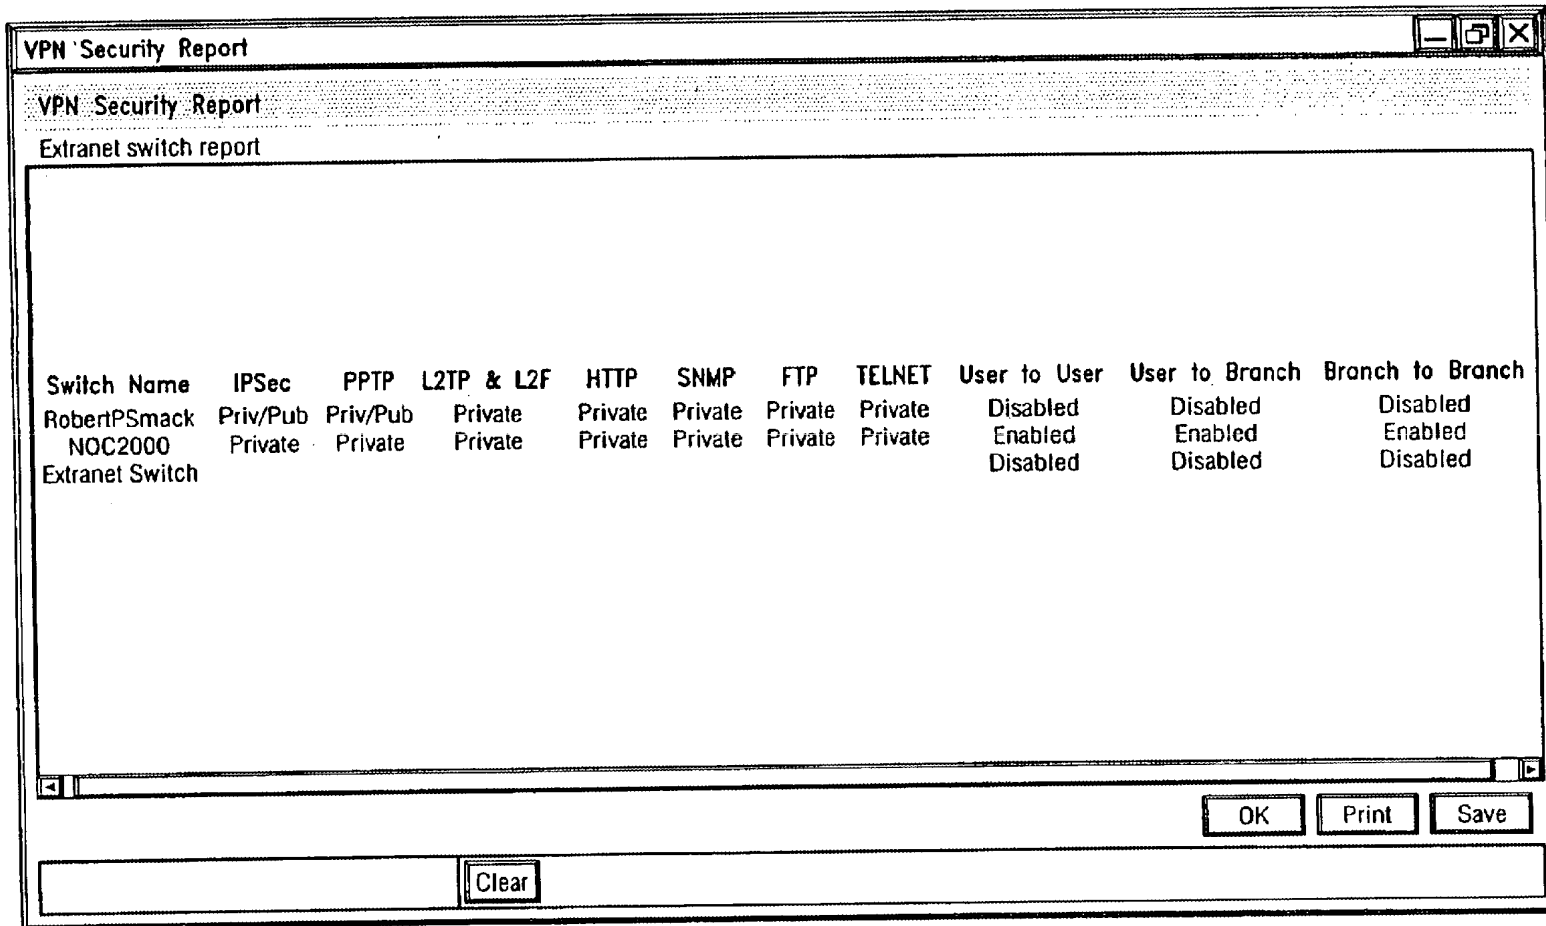 VPN Security Report
VPN Security Report
Extranet switch report
Switch Name IPSec PPTP L2TP & L2F HTTP SNMP FTP TELNET User to User User to Branch Branch to Branch
RobertPSmack Priv/Pub Priv/Pub Private Private Private Private Private Disabled Disabled Disabled
NOC2000 Private Private Private Private Private Private Private Enabled Enabled Enabled
Extranet Switch Disabled Disabled Disabled
OK Print Save
Clear